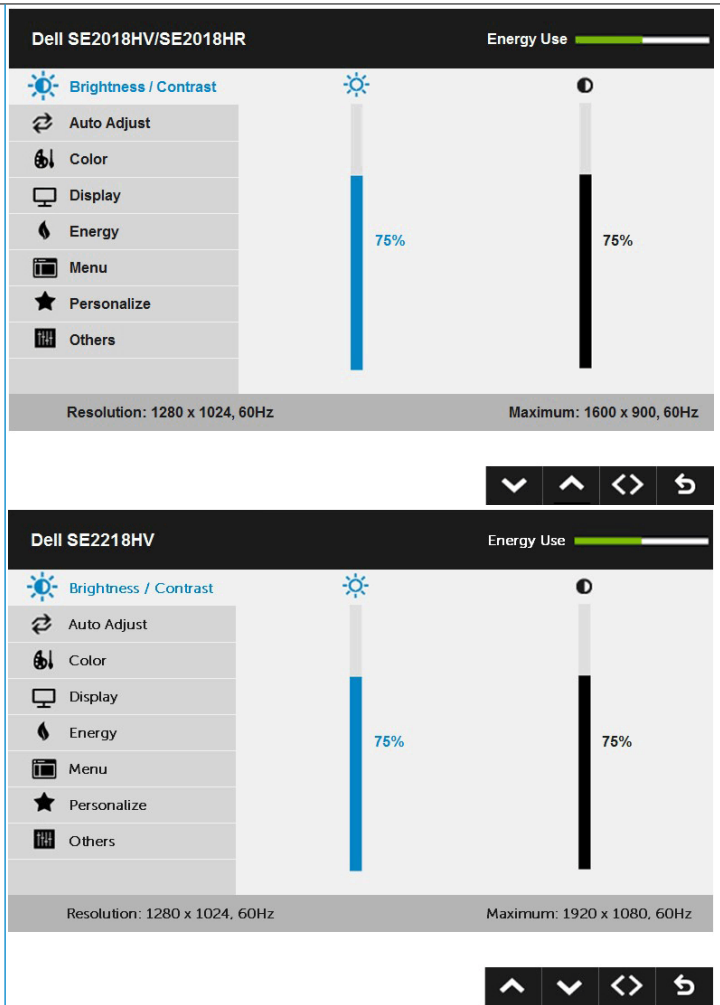 Dell SE2018HV/SE2018HR Energy Use
Brightness / Contrast
Auto Adjust
Color
Display
Energy
75% 75%
Menu
Personalize
Others
Resolution: 1280 x 1024, 60Hz Maximum: 1600 x 900, 60Hz
Dell SE2218HV Energy Use
Brightness / Contrast
Auto Adjust
Color
Display
Energy
75% 75%
Menu
Personalize
Others
Resolution: 1280 x 1024, 60Hz Maximum: 1920 x 1080, 60Hz